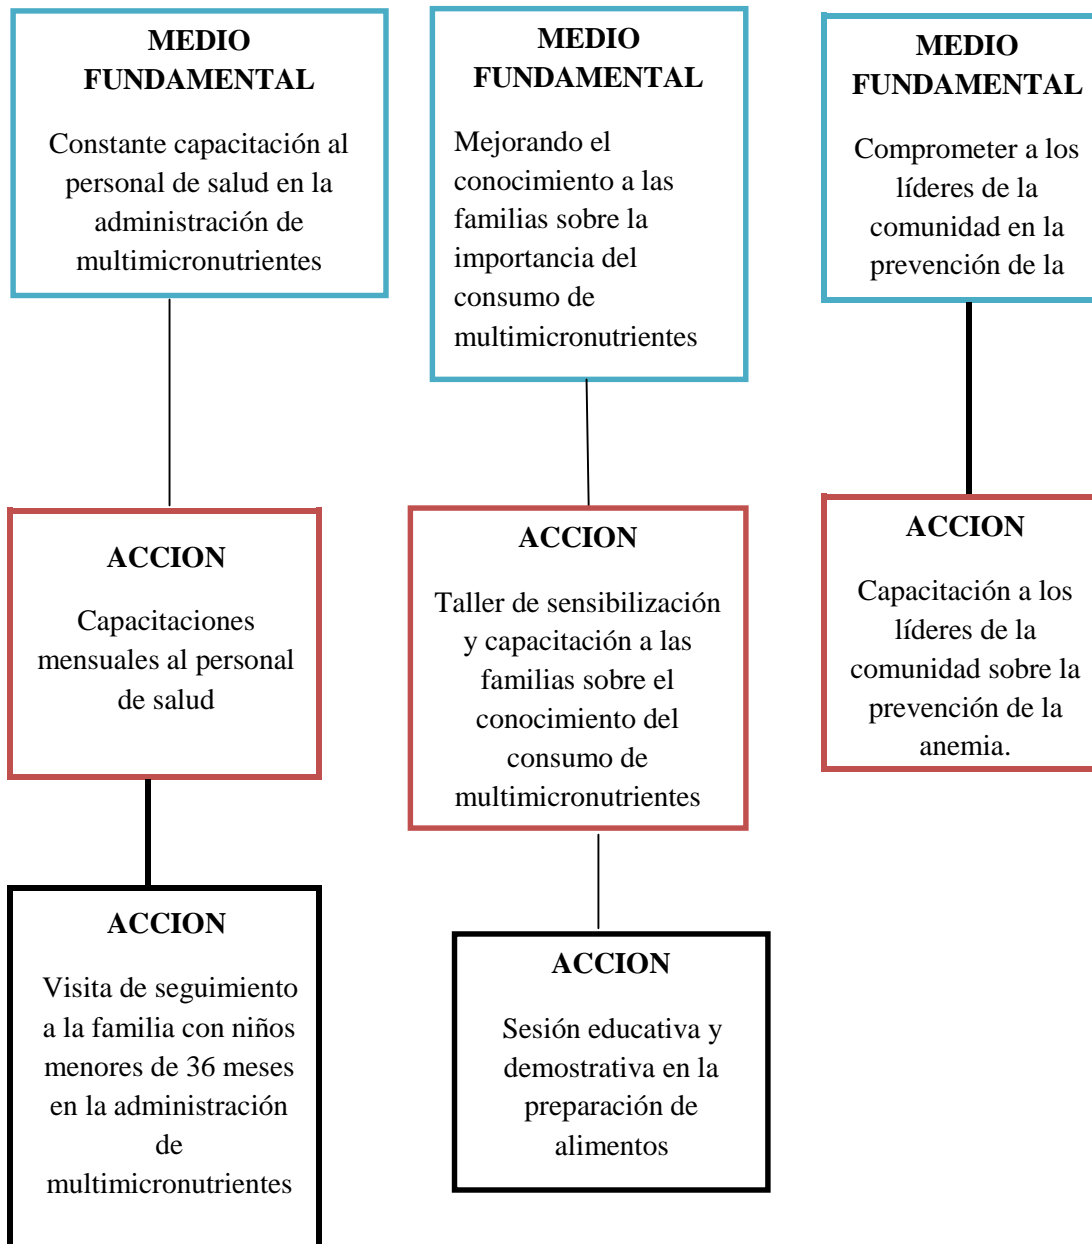 MEDIO
FUNDAMENTAL
Constante capacitación al
personal de salud en la
administración de
multimicronutrientes
MEDIO
FUNDAMENTAL
Mejorando el
conocimiento a las
familias sobre la
importancia del
consumo de
multimicronutrientes
MEDIO
FUNDAMENTAL
Comprometer a los
líderes de la
comunidad en la
prevención de la
ACCION
Capacitaciones
mensuales al personal
de salud
ACCION
Taller de sensibilización
y capacitación a las
familias sobre el
conocimiento del
consumo de
multimicronutrientes
ACCION
Capacitación a los
líderes de la
comunidad sobre la
prevención de la
anemia.
ACCION
Visita de seguimiento
a la familia con niños
menores de 36 meses
en la administración
de
multimicronutrientes
ACCION
Sesión educativa y
demostrativa en la
preparación de
alimentos